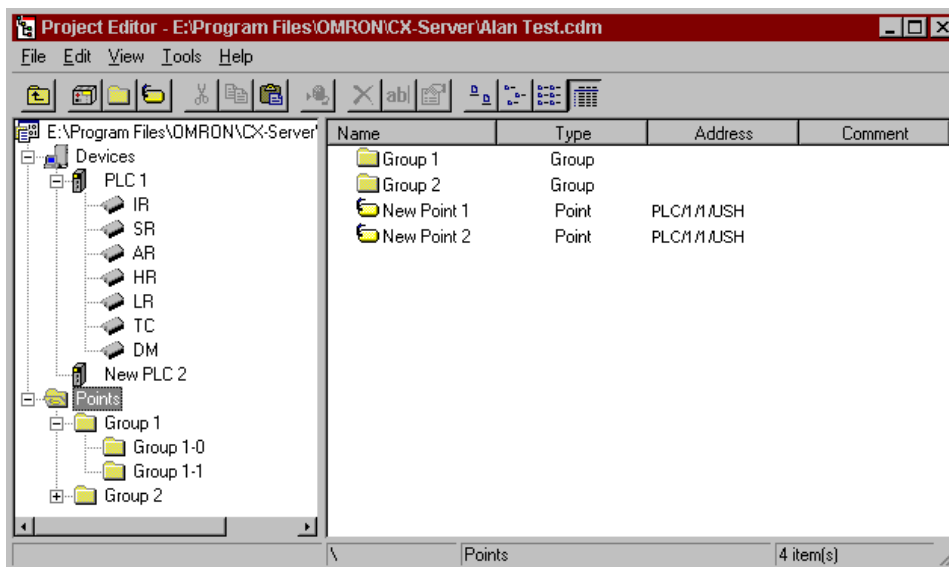 Project Editor - E:\Program Files\OMRON\CX-Server\Alan Test.cdm
File Edit View Tools Help
ab
E:\Program Files\OMRON\CX-Server'
Devices
PLC 1
IR
SR
AR
HR
LR
TC
DM
New PLC 2
Points
Group 1
Group 1-0
Group 1-1
Group 2
Name Type Address Comment
Group 1 Group
Group 2 Group
New Point 1 Point PLC/1/1/USH
New Point 2 Point PLC/1/1/USH
\ Points 4 item(s)